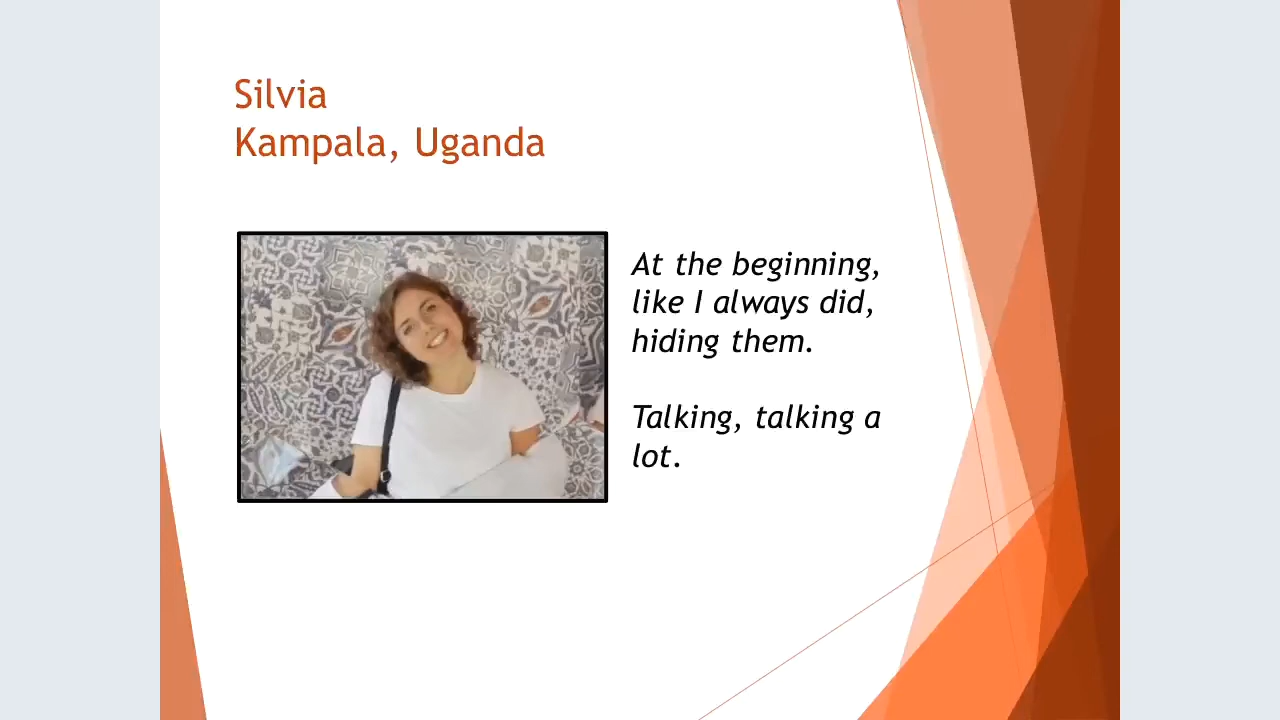 Silvia
Kampala, Uganda
At the beginning,
like I always did,
hiding them.
Talking, talking a
lot.